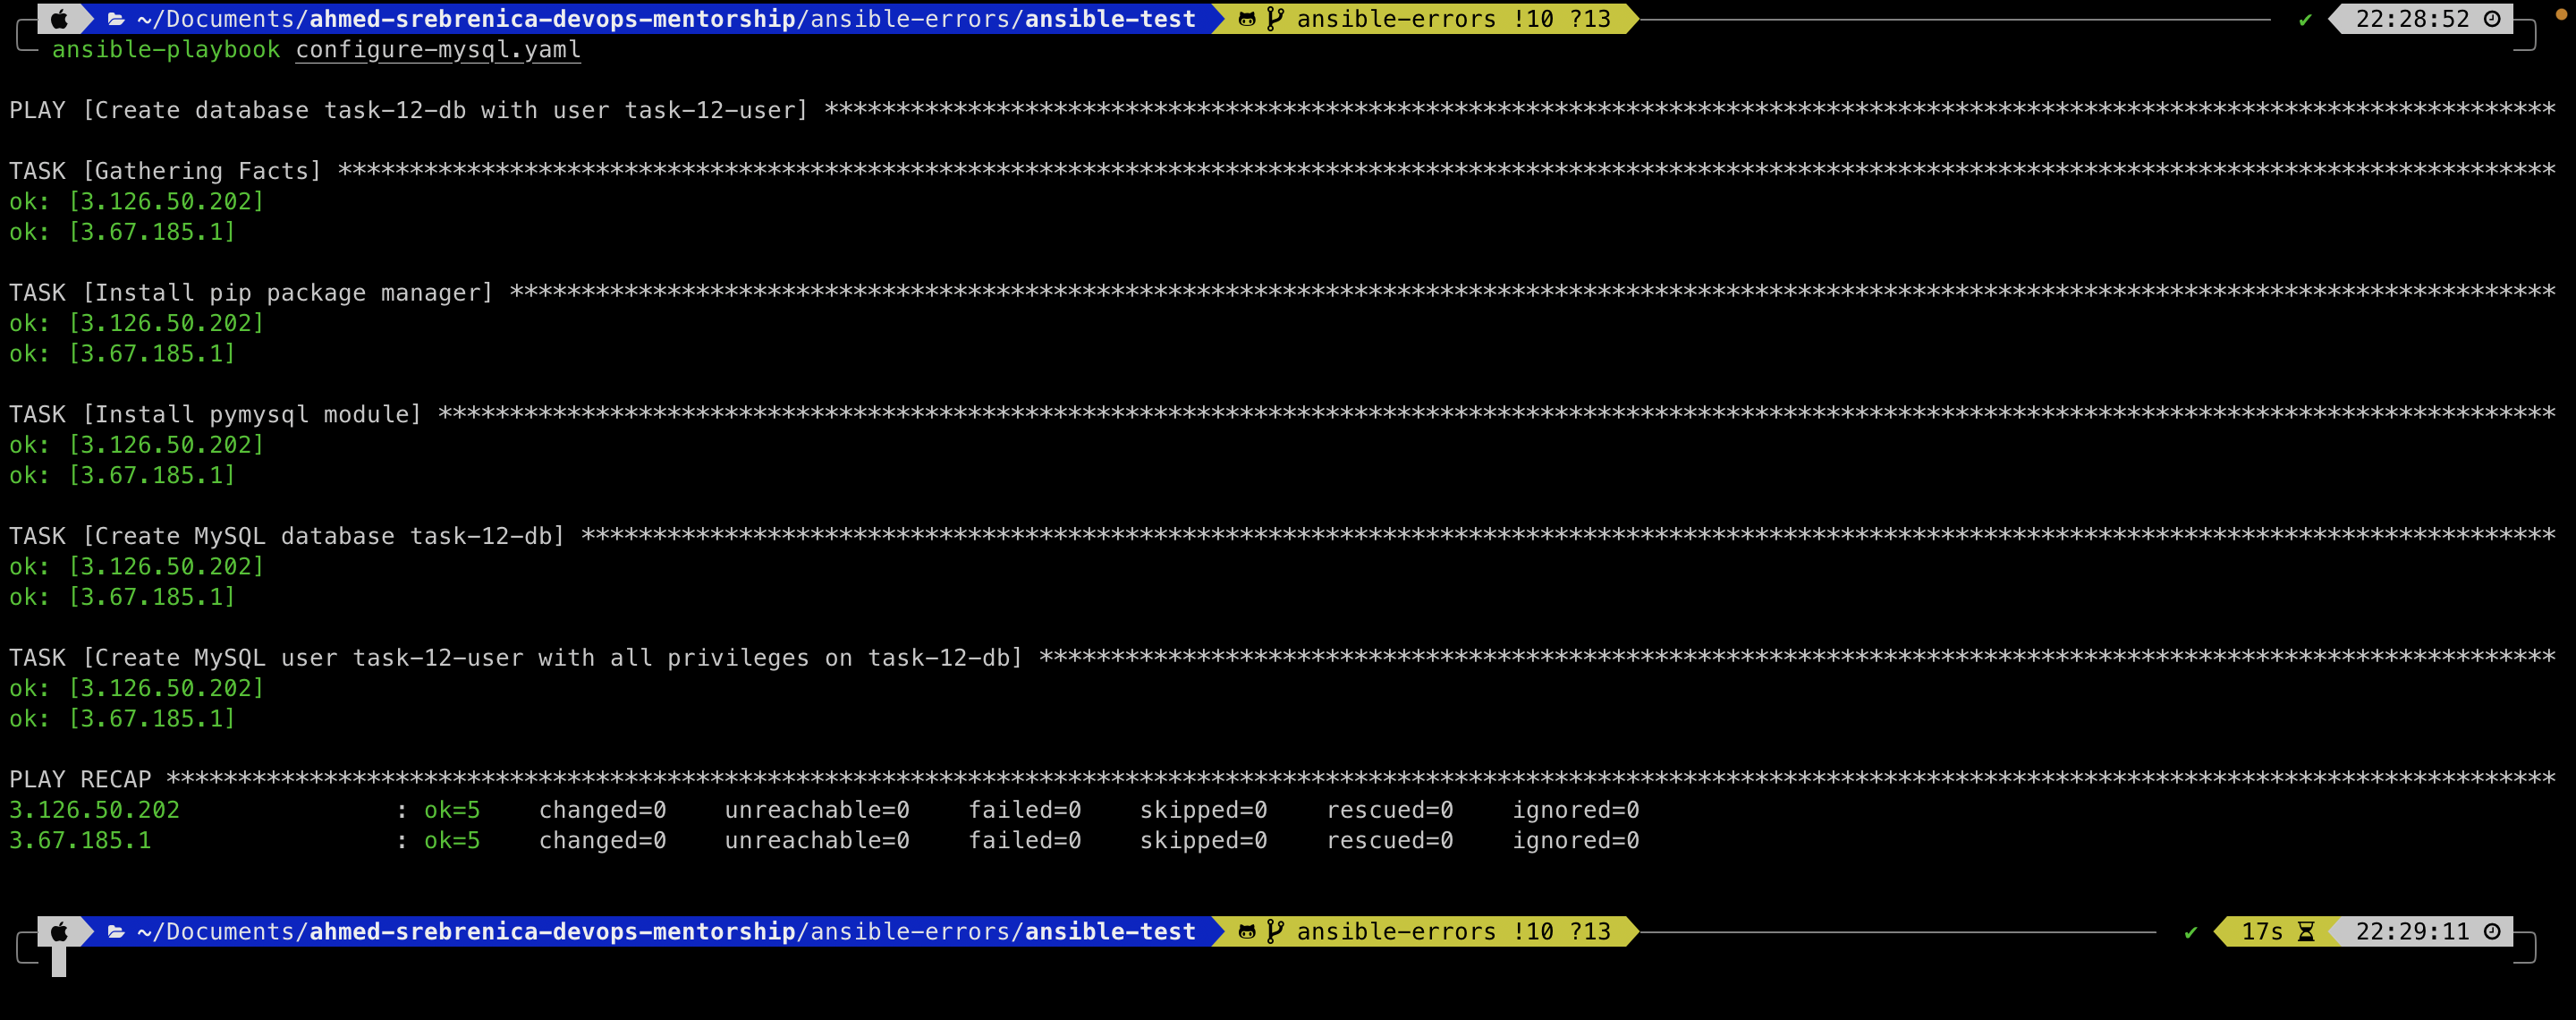 ~/Documents/ahmed-srebrenica-devops-mentorship/ansible-errors/ansible-test ansible-errors !10 ?13 ✔ 22:28:52
ansible-playbook configure-mysql.yaml
PLAY [Create database task-12-db with user task-12-user] *************************************************************************************************************************
TASK [Gathering Facts] ***********************************************************************************************************************************************************
ok: [3.126.50.202]
ok: [3.67.185.1]
TASK [Install pip package manager] ***********************************************************************************************************************************************
ok: [3.126.50.202]
ok: [3.67.185.1]
TASK [Install pymysql module] ****************************************************************************************************************************************************
ok: [3.126.50.202]
ok: [3.67.185.1]
TASK [Create MySQL database task-12-db] ******************************************************************************************************************************************
ok: [3.126.50.202]
ok: [3.67.185.1]
TASK [Create MySQL user task-12-user with all privileges on task-12-db] **********************************************************************************************************
ok: [3.126.50.202]
ok: [3.67.185.1]
PLAY RECAP ***********************************************************************************************************************************************************************
3.126.50.202 : ok=5 changed=0 unreachable=0 failed=0 skipped=0 rescued=0 ignored=0
3.67.185.1 : ok=5 changed=0 unreachable=0 failed=0 skipped=0 rescued=0 ignored=0
~/Documents/ahmed-srebrenica-devops-mentorship/ansible-errors/ansible-test ansible-errors !10 ?13 ✔ 17s 22:29:11